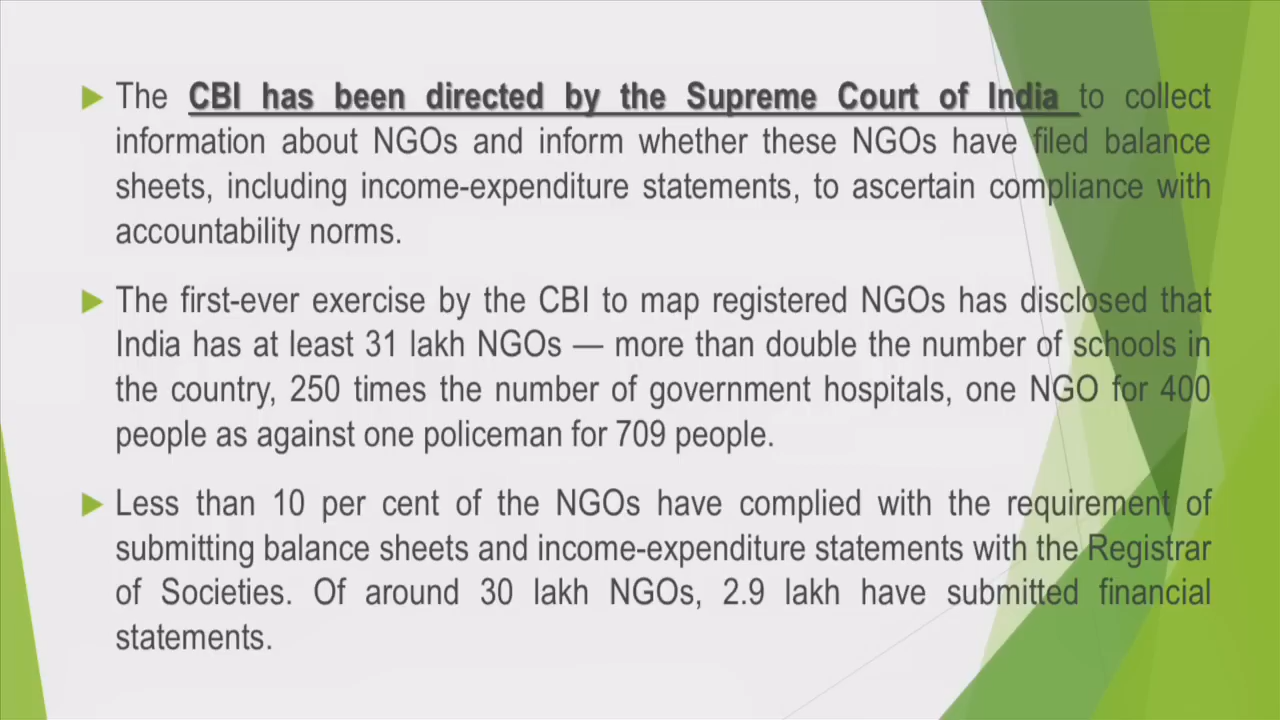 The CBI has been directed by the Supreme Court of India to collect
information about NGOs and inform whether these NGOs have filed balance
sheets, including income-expenditure statements, to ascertain compliance with
accountability norms.
The first-ever exercise by the CBI to map registered NGOs has disclosed that
India has at least 31 lakh NGOs — more than double the number of schools in
the country, 250 times the number of government hospitals, one NGO for 400
people as against one policeman for 709 people.
Less than 10 per cent of the NGOs have complied with the requirement of
submitting balance sheets and income-expenditure statements with the Registrar
of Societies. Of around 30 lakh NGOs, 2.9 lakh have submitted financial
statements.